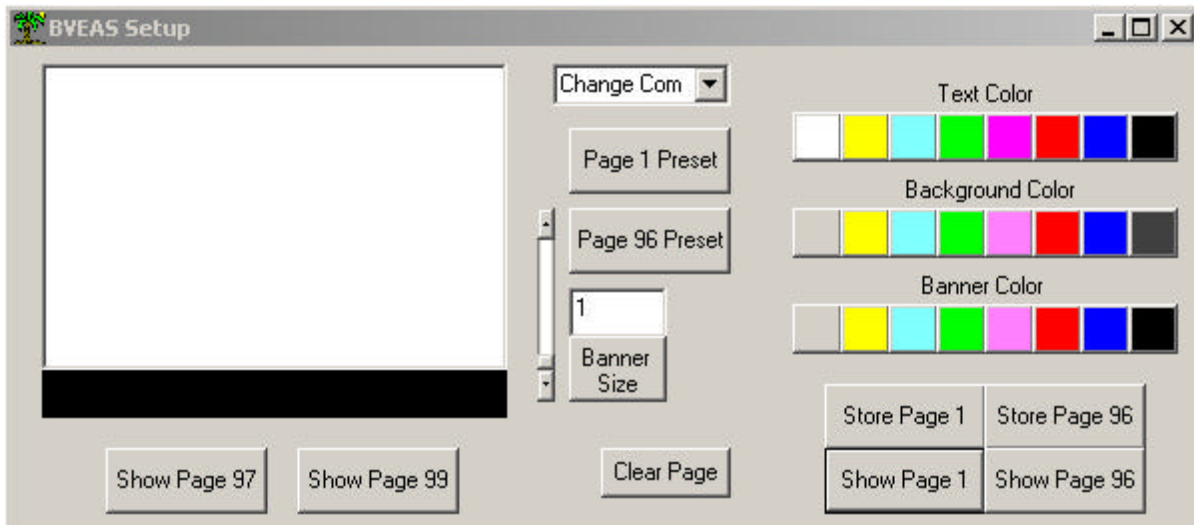 BVEAS Setup
Change Com
Text Color
Page 1 Preset
Background Color
Page 96 Preset
Banner Color
1
Banner
Size
Store Page 1
Store Page 96
Show Page 97
Show Page 99
Clear Page
Show Page 1
Show Page 96